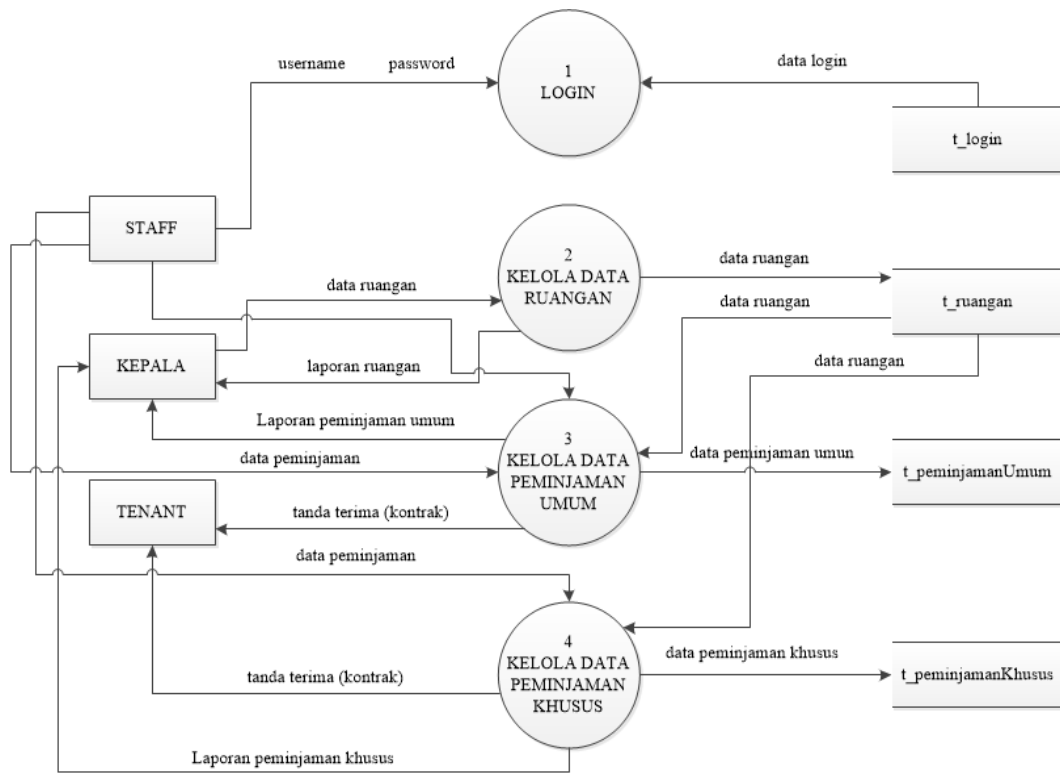 1
LOGIN
username
password
data login
t_login
STAFF
2
KELOLA DATA
RUANGAN
data ruangan
data ruangan
data ruangan
t_ruangan
data ruangan
KEPALA
laporan ruangan
Laporan peminjaman umum
3
KELOLA DATA
PEMINJAMAN
UMUM
data peminjaman
data peminjaman umun
t_peminjamanUmum
TENANT
tanda terima (kontrak)
data peminjaman
4
KELOLA DATA
PEMINJAMAN
KHUSUS
data peminjaman khusus
t_peminjamanKhusus
tanda terima (kontrak)
Laporan peminjaman khusus